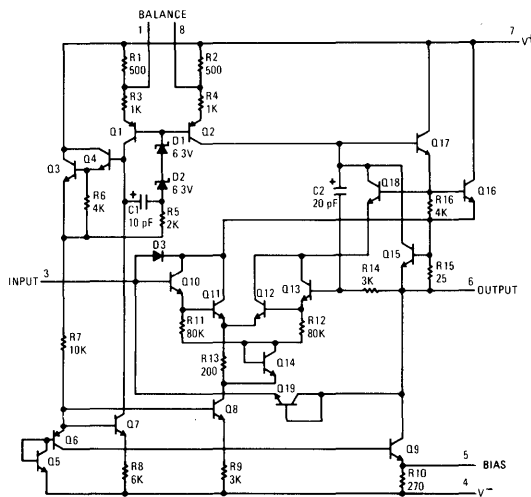 BALANCE
1 8
7 V+
R1 500
R2 500
R3 1K
R4 1K
Q1
Q2
D1 6.3V
Q3
Q4
Q17
D2 6.3V
C2 20 pF
Q18
R6 4K
C1 10 pF
R5 2K
R16 4K
Q16
D3
Q15
R15 25
INPUT 3
Q10
Q11
Q12
Q13
R14 3K
6 OUTPUT
R11 80K
R12 80K
R7 10K
R13 200
Q14
Q19
Q6
Q7
Q8
Q9
Q5
5 BIAS
R8 6K
R9 3K
R10 270
4 V-